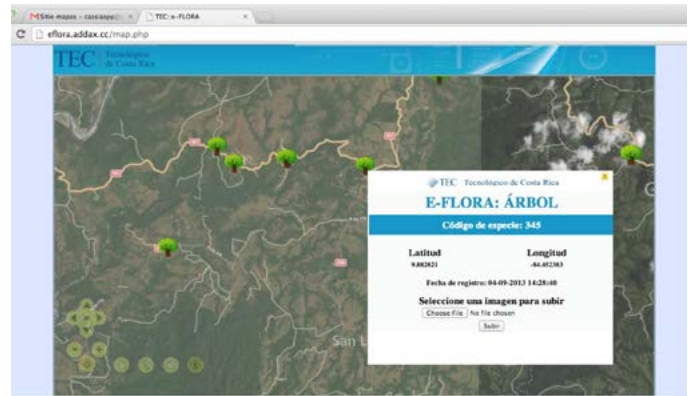 Sitio mapas - cassiaapp@
TEC:e-FLORA
eflora.addax.cc/map.php
TEC Tecnológico
de Costa Rica
San L
TEC Tecnológico de Costa Rica
E-FLORA: ÁRBOL
Código de especie: 345
Latitud Longitud
9.882821 -84.452383
Fecha de registro: 04-09-2013 14:28:40
Seleccione una imagen para subir
Choose File No file chosen
Subir